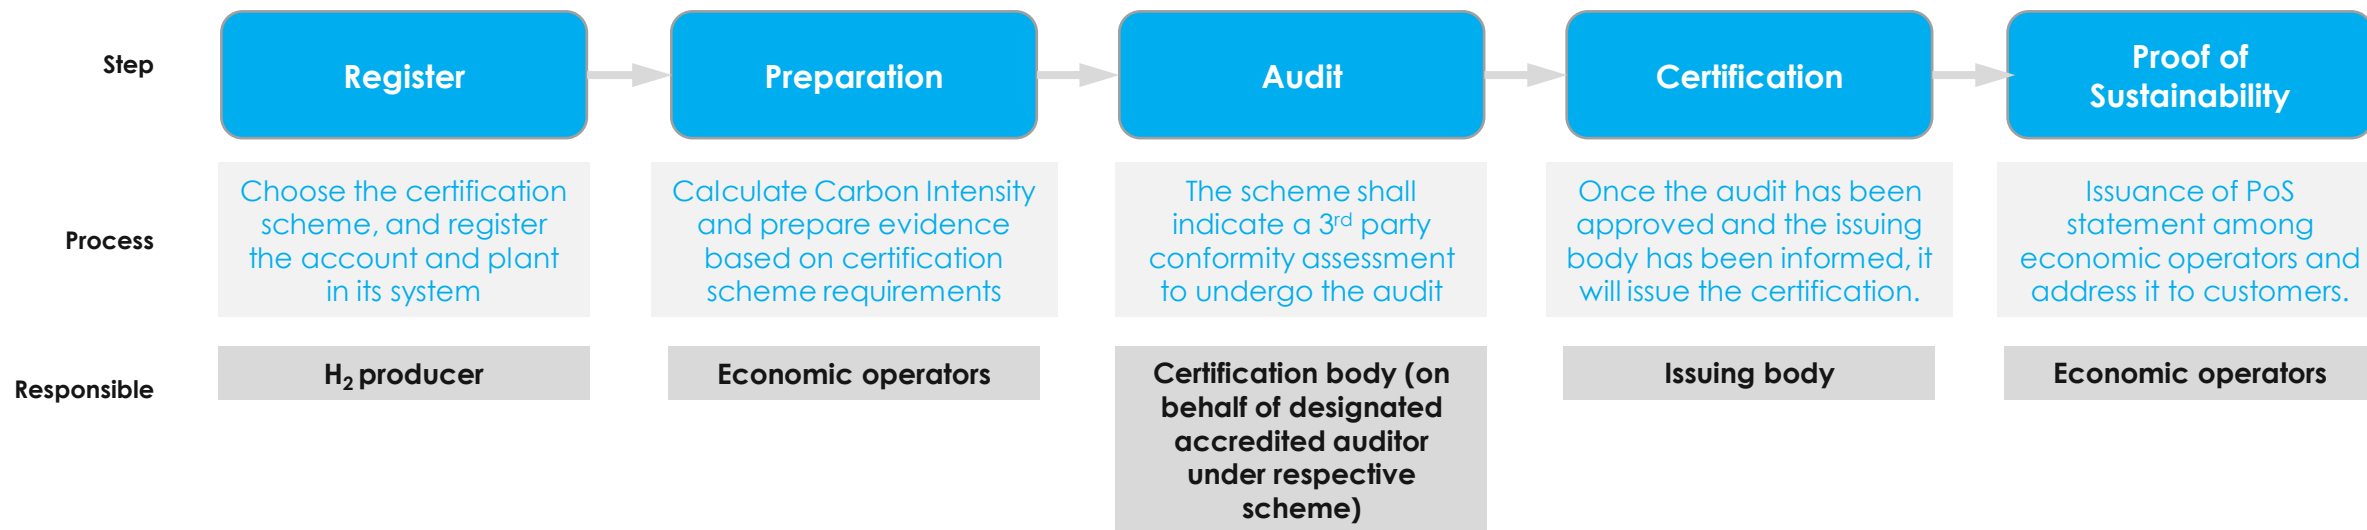 Step
Register
Preparation
Audit
Certification
Proof of
Sustainability
Process
Choose the certification
scheme, and register
the account and plant
in its system
Calculate Carbon Intensity
and prepare evidence
based on certification
scheme requirements
The scheme shall
indicate a 3rd party
conformity assessment
to undergo the audit
Once the audit has been
approved and the issuing
body has been informed, it
will issue the certification.
Issuance of PoS
statement among
economic operators and
address it to customers.
Responsible
H2 producer
Economic operators
Certification body (on
behalf of designated
accredited auditor
under respective
scheme)
Issuing body
Economic operators